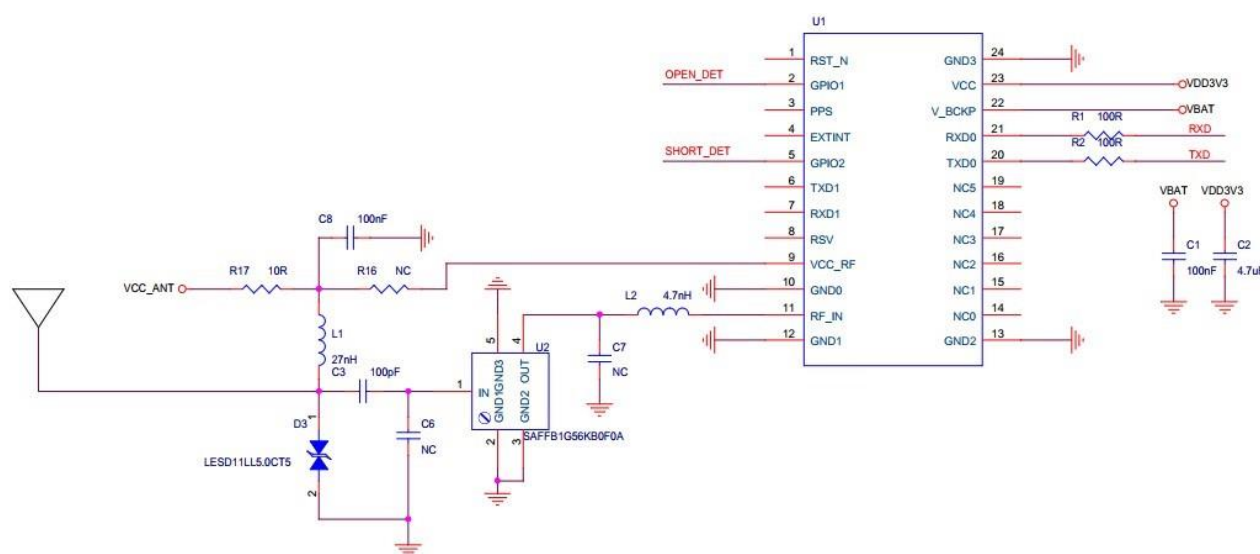 U1
1 RST_N GND3 24
OPEN_DET 2 GPIO1 VCC 23 VDD3V3
3 PPS V_BCKP 22 VBAT
4 EXTINT RXD0 21 R1 100R RXD
SHORT_DET 5 GPIO2 TXD0 20 R2 100R TXD
6 TXD1 NC5 19
7 RXD1 NC4 18
8 RSV NC3 17
9 VCC_RF NC2 16
10 GND0 NC1 15
11 RF_IN NC0 14
12 GND1 GND2 13
VBAT VDD3V3
C1 C2
100nF
C8 100nF
R17 10R R16 NC
VCC_ANT
L1
27nH
C3 100pF
L2 4.7nH
C7
NC
U2
5 4
GND3 OUT
1 IN
GND1 GND2
2 3
SAFFB1G56KB0F0A
C6
NC
D3 1
LESD11LL5.0CT5
2